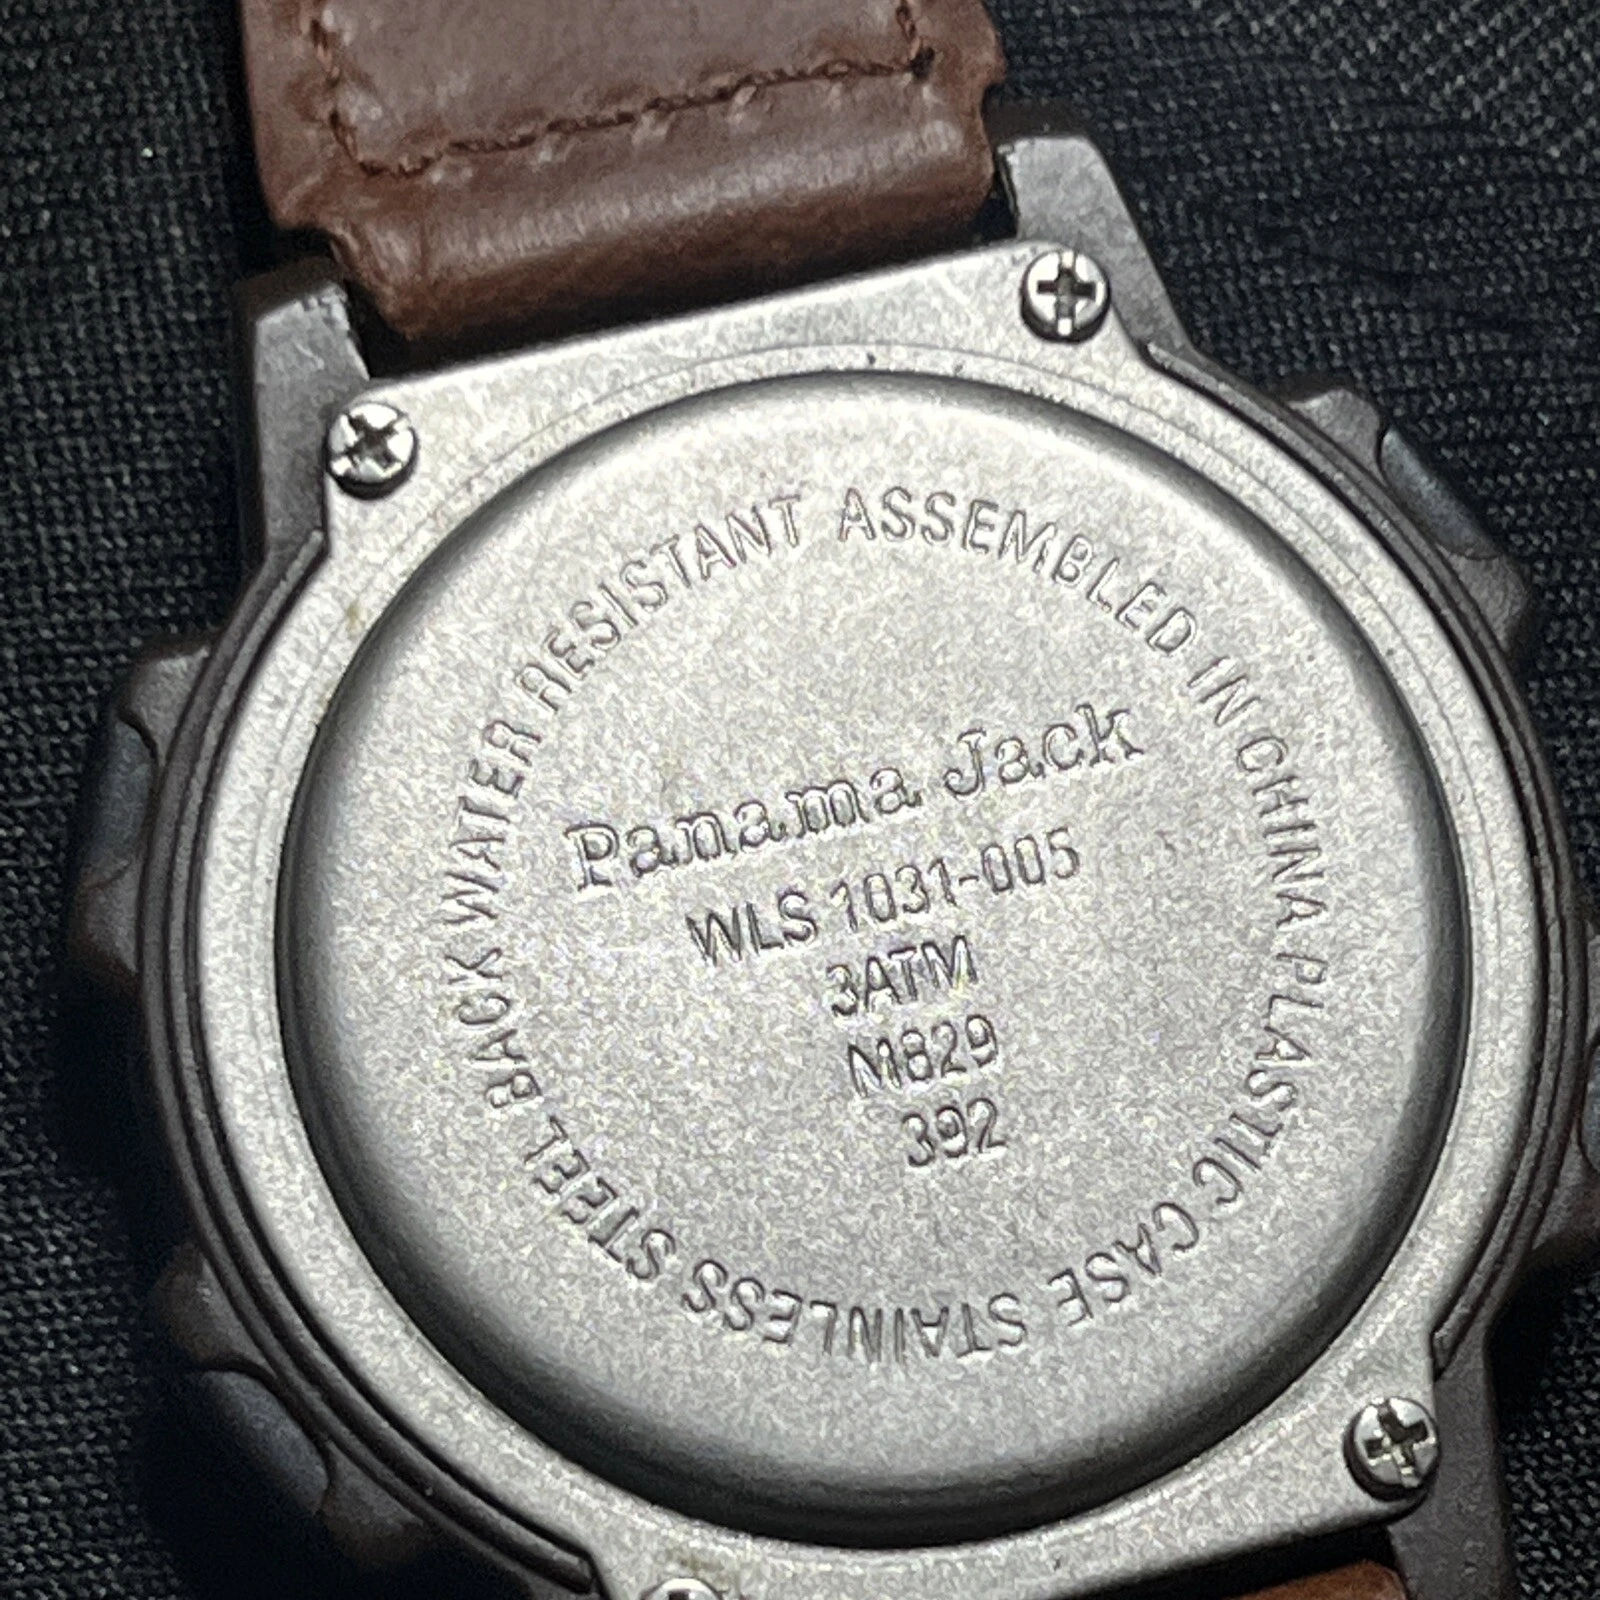 WATER RESISTANT ASSEMBLED IN CHINA PLASTIC CASE STAINLESS STEEL BACK
Panama Jack
WLS 1031-005
3ATM
M829
392